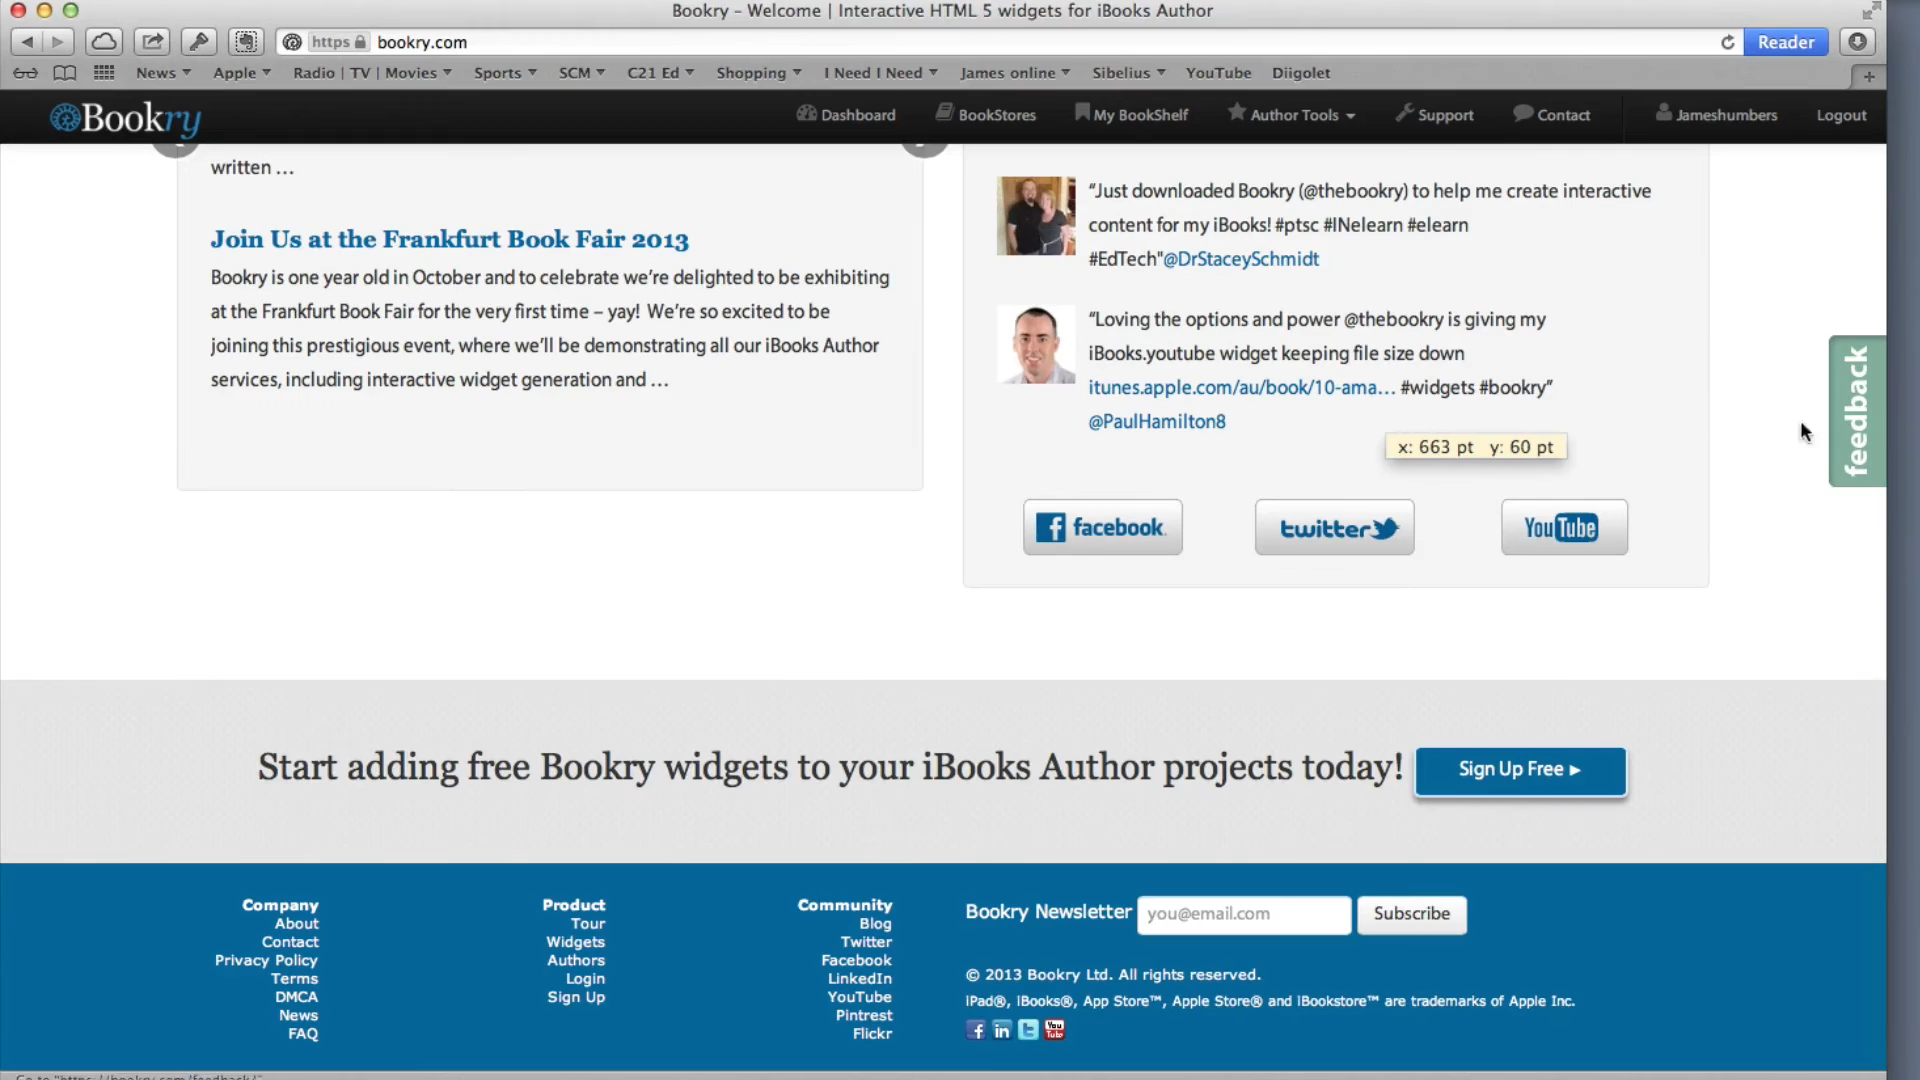 Bookry - Welcome | Interactive HTML 5 widgets for iBooks Author
https bookry.com Reader
News Apple Radio | TV | Movies Sports SCM C21 Ed Shopping I Need I Need James online Sibelius YouTube Diigolet
Bookry Dashboard BookStores My BookShelf Author Tools Support Contact Jameshumbers Logout
written …
Join Us at the Frankfurt Book Fair 2013
Bookry is one year old in October and to celebrate we’re delighted to be exhibiting
at the Frankfurt Book Fair for the very first time – yay! We’re so excited to be
joining this prestigious event, where we’ll be demonstrating all our iBooks Author
services, including interactive widget generation and …
“Just downloaded Bookry (@thebookry) to help me create interactive
content for my iBooks! #ptsc #INelearn #elearn
#EdTech"@DrStaceySchmidt
“Loving the options and power @thebookry is giving my
iBooks.youtube widget keeping file size down
itunes.apple.com/au/book/10-ama… #widgets #bookry”
@PaulHamilton8
x: 663 pt y: 60 pt
facebook. twitter YouTube
feedback
Start adding free Bookry widgets to your iBooks Author projects today! Sign Up Free ▸
Company
About
Contact
Privacy Policy
Terms
DMCA
News
FAQ
Product
Tour
Widgets
Authors
Login
Sign Up
Community
Blog
Twitter
Facebook
LinkedIn
YouTube
Pintrest
Flickr
Bookry Newsletter you@email.com Subscribe
© 2013 Bookry Ltd. All rights reserved.
iPad®, iBooks®, App Store™, Apple Store® and iBookstore™ are trademarks of Apple Inc.
f in t You Tube
Go to "https://bookry.com/feedback/"